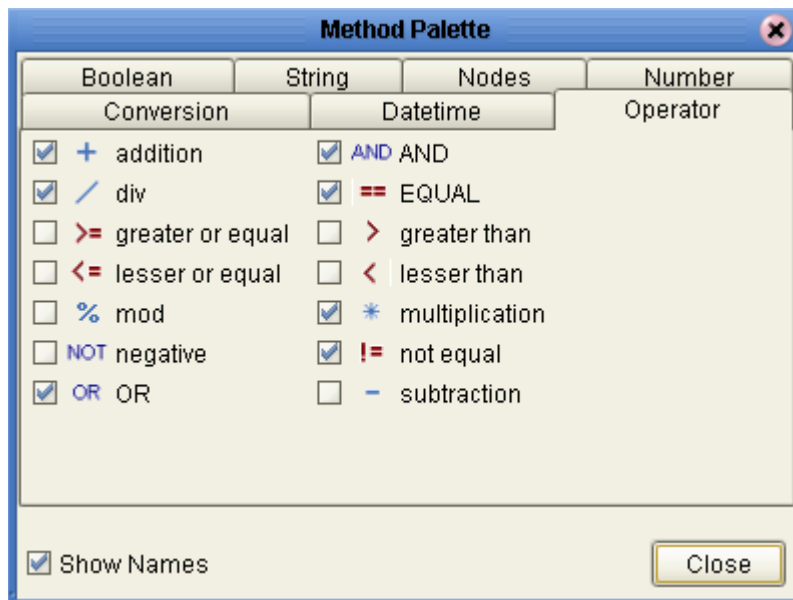 Method Palette
Boolean String Nodes Number
Conversion Datetime Operator
+ addition AND AND
/ div == EQUAL
>= greater or equal > greater than
<= lesser or equal < lesser than
% mod * multiplication
NOT negative != not equal
OR OR - subtraction
Show Names Close